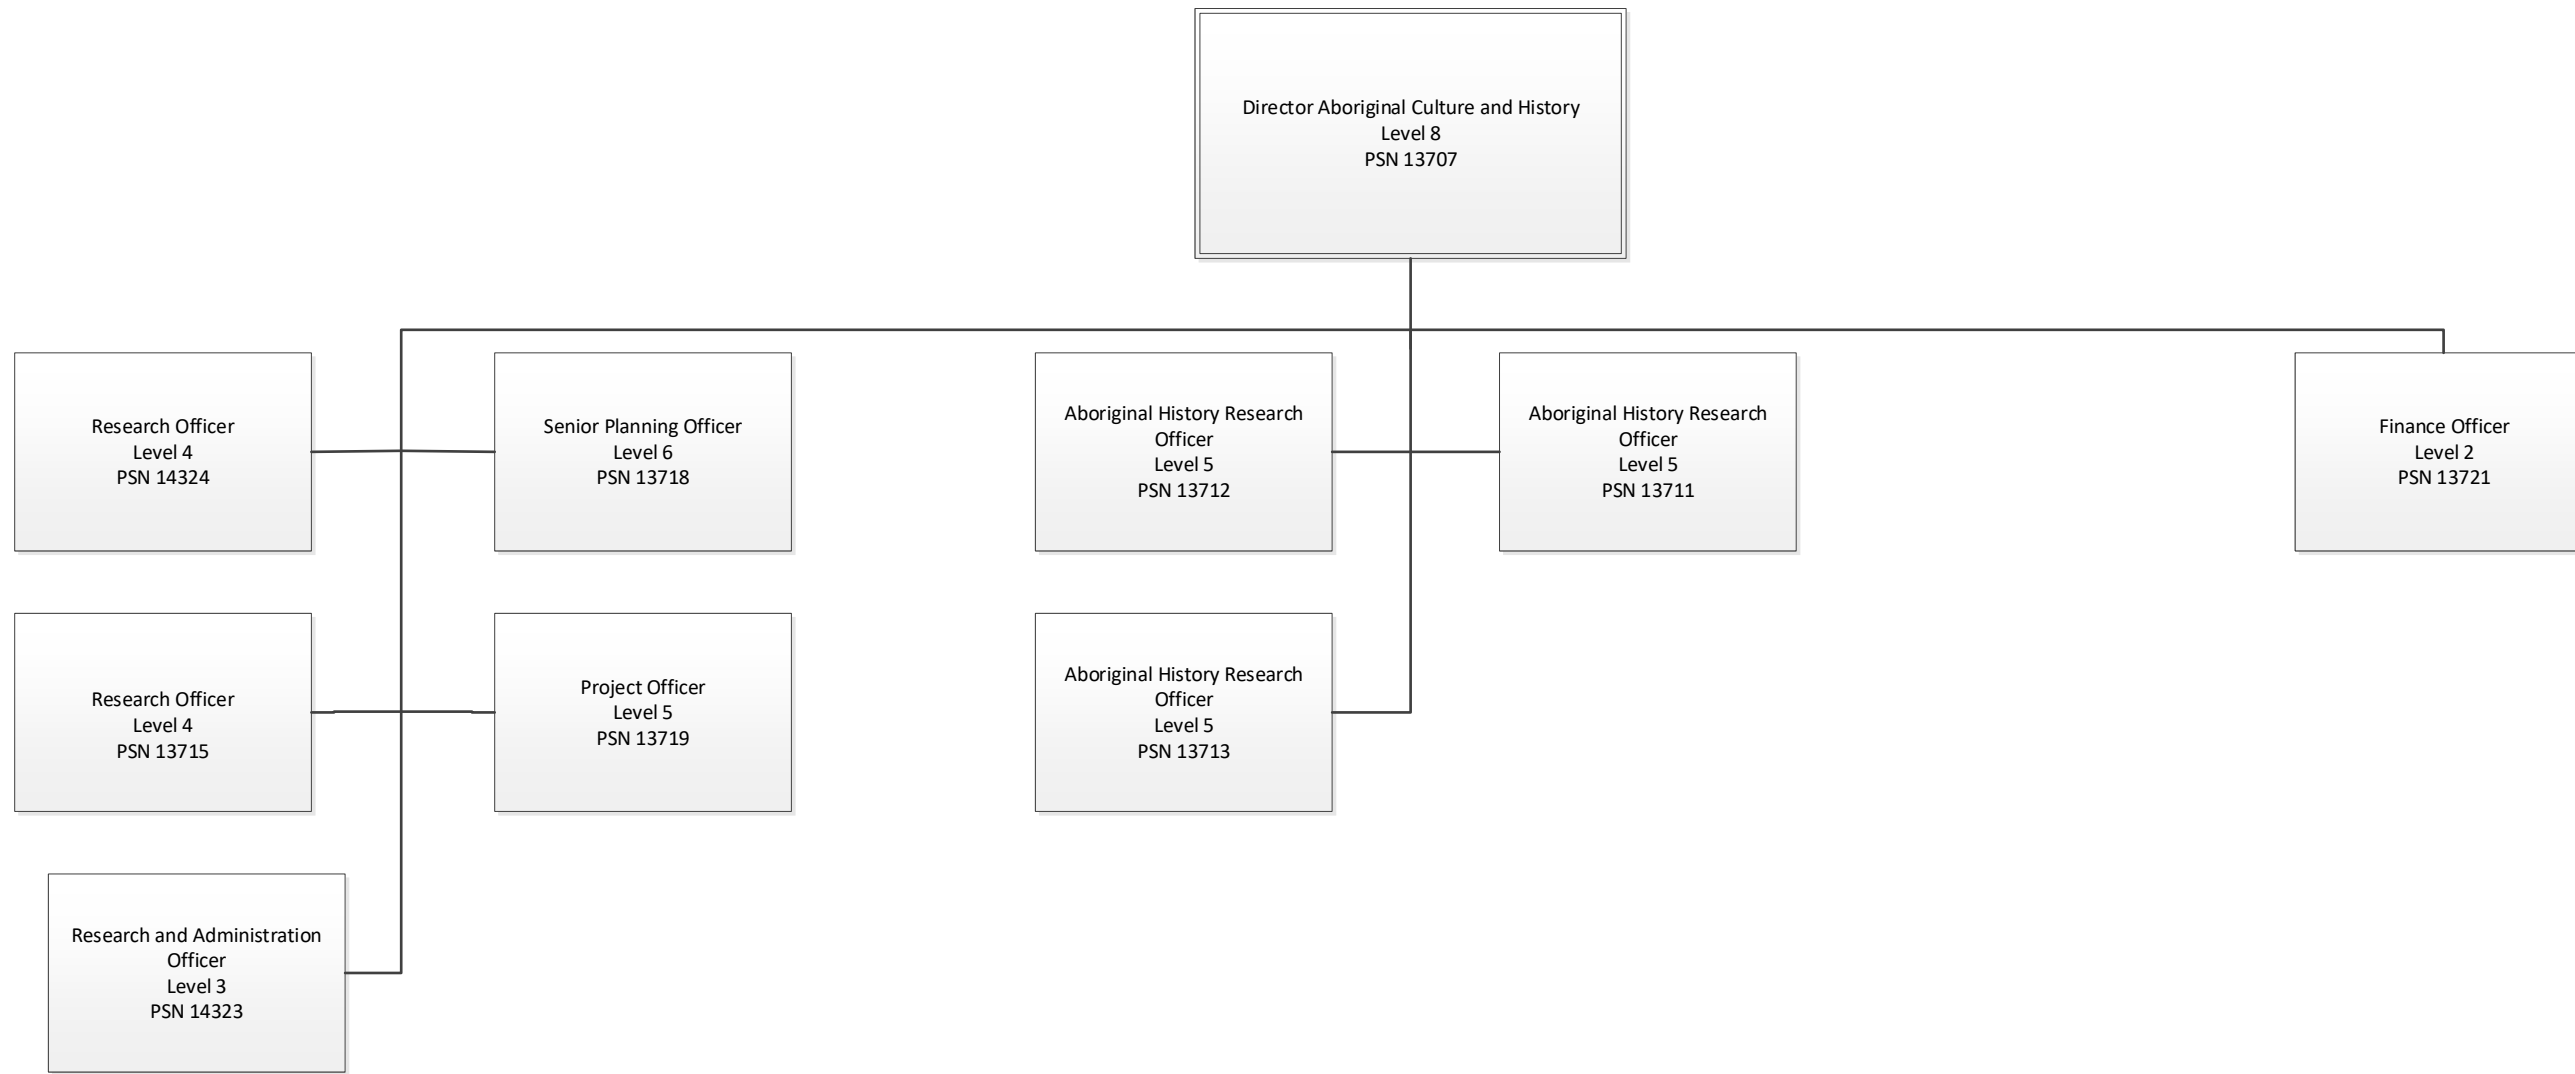 Director Aboriginal Culture and History
Level 8
PSN 13707
Research Officer
Level 4
PSN 14324
Senior Planning Officer
Level 6
PSN 13718
Aboriginal History Research
Officer
Level 5
PSN 13712
Aboriginal History Research
Officer
Level 5
PSN 13711
Finance Officer
Level 2
PSN 13721
Research Officer
Level 4
PSN 13715
Project Officer
Level 5
PSN 13719
Aboriginal History Research
Officer
Level 5
PSN 13713
Research and Administration
Officer
Level 3
PSN 14323